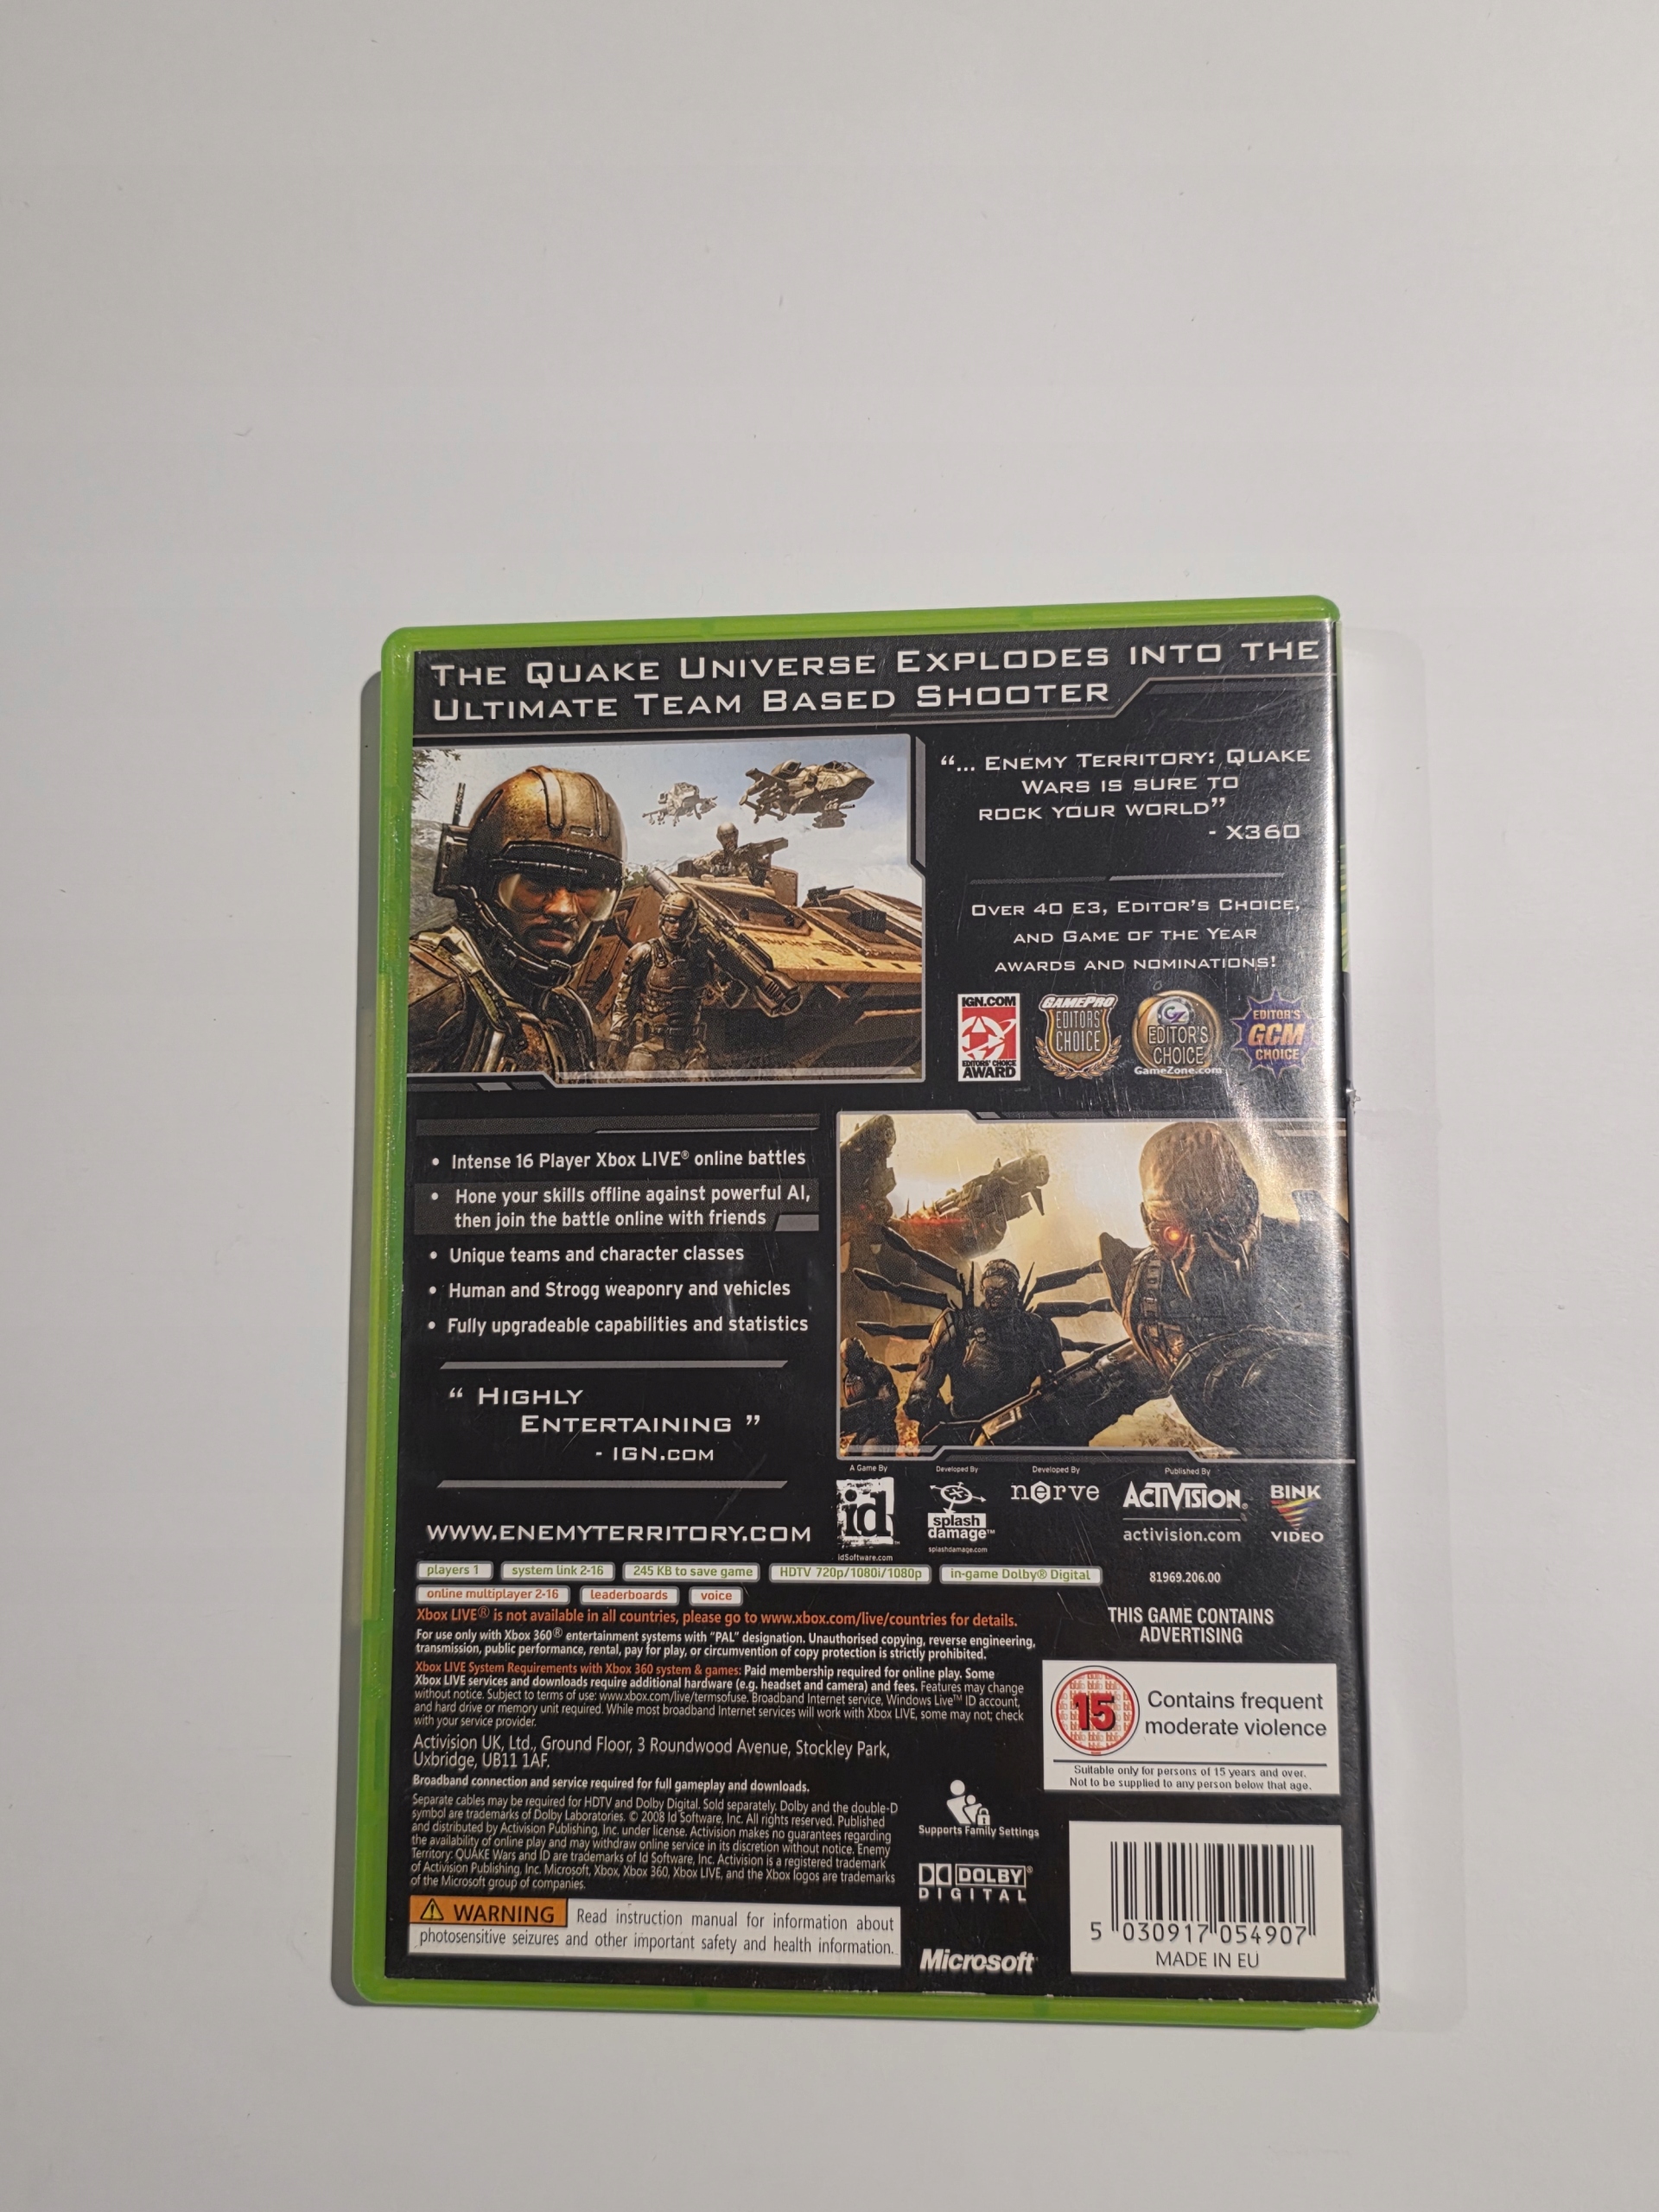 THE QUAKE UNIVERSE EXPLODES INTO THE
ULTIMATE TEAM BASED SHOOTER
“... ENEMY TERRITORY: QUAKE
WARS IS SURE TO
ROCK YOUR WORLD”
- X360
OVER 40 E3, EDITOR'S CHOICE,
AND GAME OF THE YEAR
AWARDS AND NOMINATIONS!
IGN.COM
EDITORS' CHOICE
AWARD
GAMEPRO
EDITORS'
CHOICE
GZ
EDITOR'S
CHOICE
GameZone.com
EDITOR'S
GCM
CHOICE
• Intense 16 Player Xbox LIVE® online battles
• Hone your skills offline against powerful AI,
then join the battle online with friends
• Unique teams and character classes
• Human and Strogg weaponry and vehicles
• Fully upgradeable capabilities and statistics
“ HIGHLY
ENTERTAINING ”
- IGN.COM
WWW.ENEMYTERRITORY.COM
A Game By
id
idSoftware.com
Developed By
splash
damage™
splashdamage.com
Developed By
nerve
Published By
ACTIVISION®
activision.com
BINK
VIDEO
players 1
system link 2-16
245 KB to save game
HDTV 720p/1080i/1080p
in-game Dolby® Digital
online multiplayer 2-16
leaderboards
voice
81969.206.00
Xbox LIVE® is not available in all countries, please go to www.xbox.com/live/countries for details.
For use only with Xbox 360® entertainment systems with "PAL" designation. Unauthorised copying, reverse engineering,
transmission, public performance, rental, pay for play, or circumvention of copy protection is strictly prohibited.
Xbox LIVE System Requirements with Xbox 360 system & games: Paid membership required for online play. Some
Xbox LIVE services and downloads require additional hardware (e.g. headset and camera) and fees. Features may change
without notice. Subject to terms of use: www.xbox.com/live/termsofuse. Broadband Internet service, Windows Live™ ID account,
and hard drive or memory unit required. While most broadband Internet services will work with Xbox LIVE, some may not; check
with your service provider.
THIS GAME CONTAINS
ADVERTISING
15
Contains frequent
moderate violence
Suitable only for persons of 15 years and over.
Not to be supplied to any person below that age.
Activision UK, Ltd., Ground Floor, 3 Roundwood Avenue, Stockley Park,
Uxbridge, UB11 1AF.
Broadband connection and service required for full gameplay and downloads.
Separate cables may be required for HDTV and Dolby Digital. Sold separately. Dolby and the double-D
symbol are trademarks of Dolby Laboratories. © 2008 Id Software, Inc. All rights reserved. Published
and distributed by Activision Publishing, Inc. under license. Activision makes no guarantees regarding
the availability of online play and may withdraw online service in its discretion without notice. Enemy
Territory: QUAKE Wars and ID are trademarks of Id Software, Inc. Activision is a registered trademark
of Activision Publishing, Inc. Microsoft, Xbox, Xbox 360, Xbox LIVE, and the Xbox logos are trademarks
of the Microsoft group of companies.
Supports Family Settings
DOLBY®
DIGITAL
Microsoft
WARNING Read instruction manual for information about
photosensitive seizures and other important safety and health information.
5 030917 054907
MADE IN EU